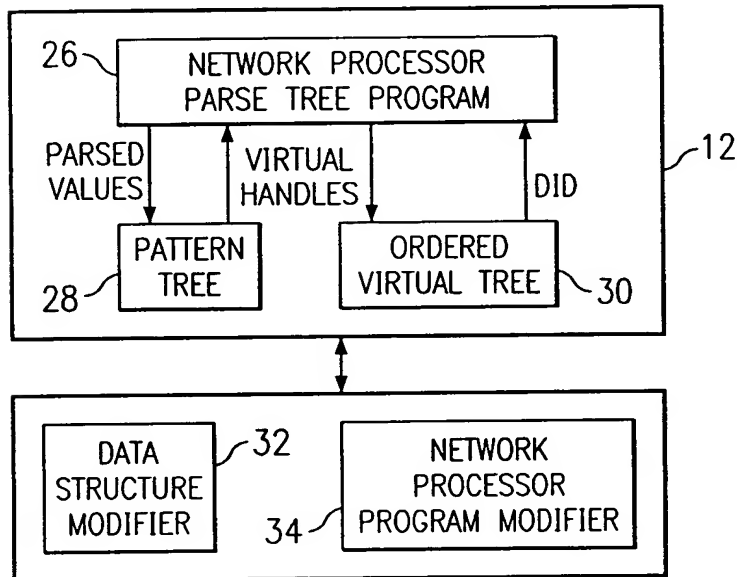 26
NETWORK PROCESSOR
PARSE TREE PROGRAM
12
PARSED
VALUES
VIRTUAL
HANDLES
DID
PATTERN
TREE
28
ORDERED
VIRTUAL TREE
30
DATA
STRUCTURE
MODIFIER
32
NETWORK
PROCESSOR
PROGRAM MODIFIER
34